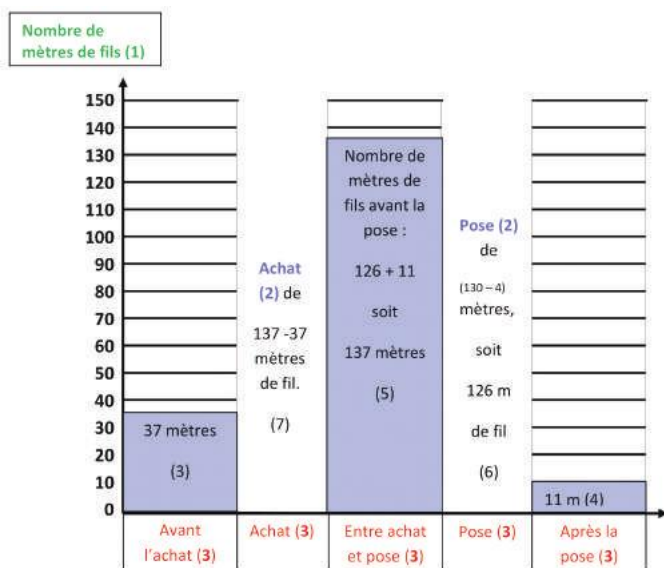 Nombre de
mètres de fils (1)
150
140
130
120
110
100
90
80
70
60
50
40
30
20
10
0
37 mètres
(3)
Achat
(2) de
137 -37
mètres
de fil.
(7)
Nombre de
mètres de
fils avant la
pose :
126 + 11
soit
137 mètres
(5)
Pose (2)
de
(130 – 4)
mètres,
soit
126 m
de fil
(6)
11 m (4)
Avant
l'achat (3)
Achat (3)
Entre achat
et pose (3)
Pose (3)
Après la
pose (3)